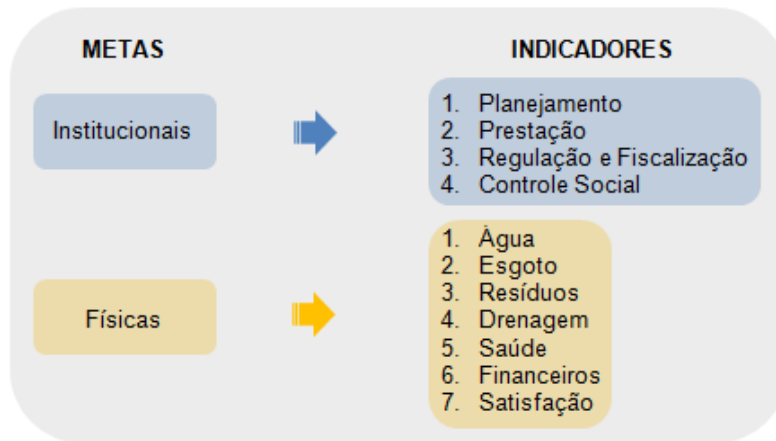 METAS
INDICADORES
Institucionais
1. Planejamento
2. Prestação
3. Regulação e Fiscalização
4. Controle Social
Físicas
1. Água
2. Esgoto
3. Resíduos
4. Drenagem
5. Saúde
6. Financeiros
7. Satisfação